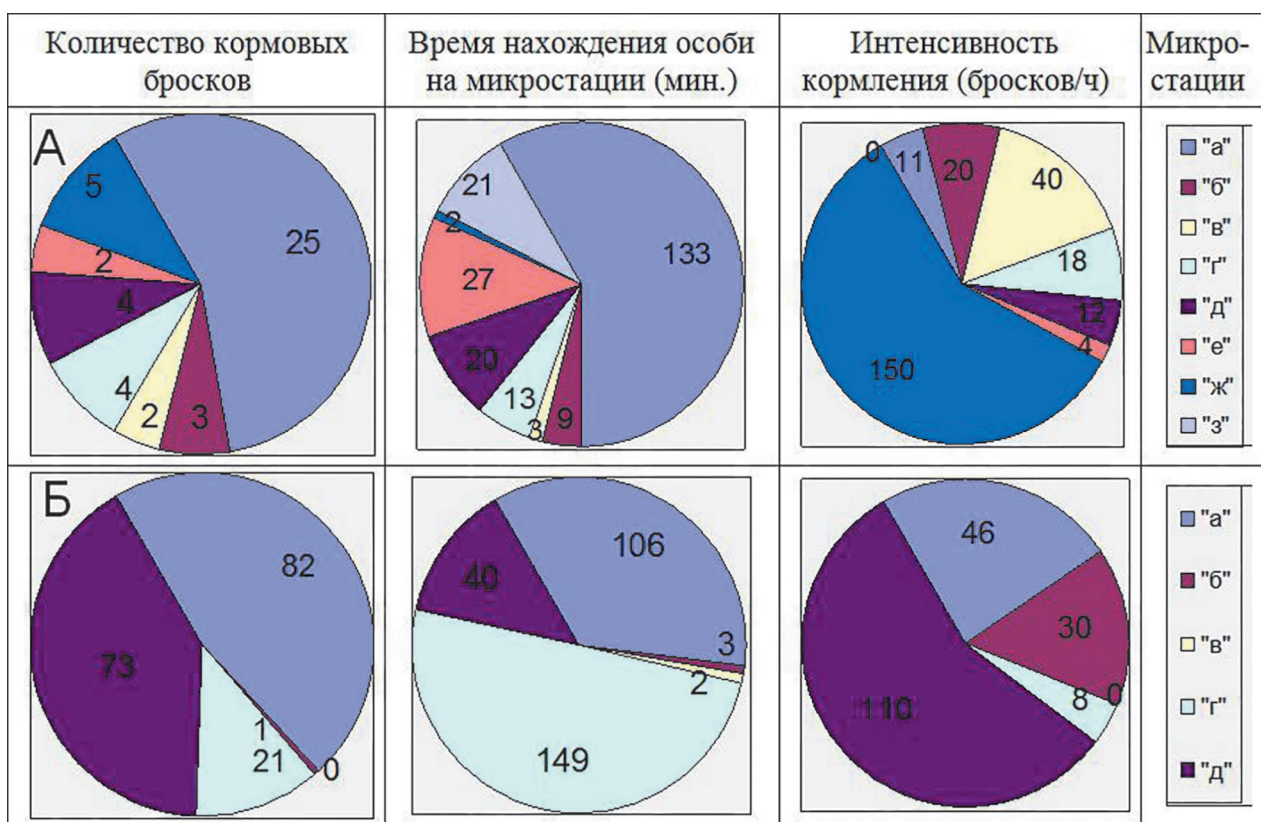 Количество кормовых
бросков
Время нахождения особи
на микростации (мин.)
Интенсивность
кормления (бросков/ч)
Микро-
стации
А
5
25
2
4
4
2
3
21
2
133
27
20
13
3
9
0
11
20
40
18
12
4
150
"а"
"б"
"в"
"г"
"д"
"е"
"ж"
"з"
Б
82
73
1
21
0
106
40
3
2
149
46
30
0
8
110
"а"
"б"
"в"
"г"
"д"